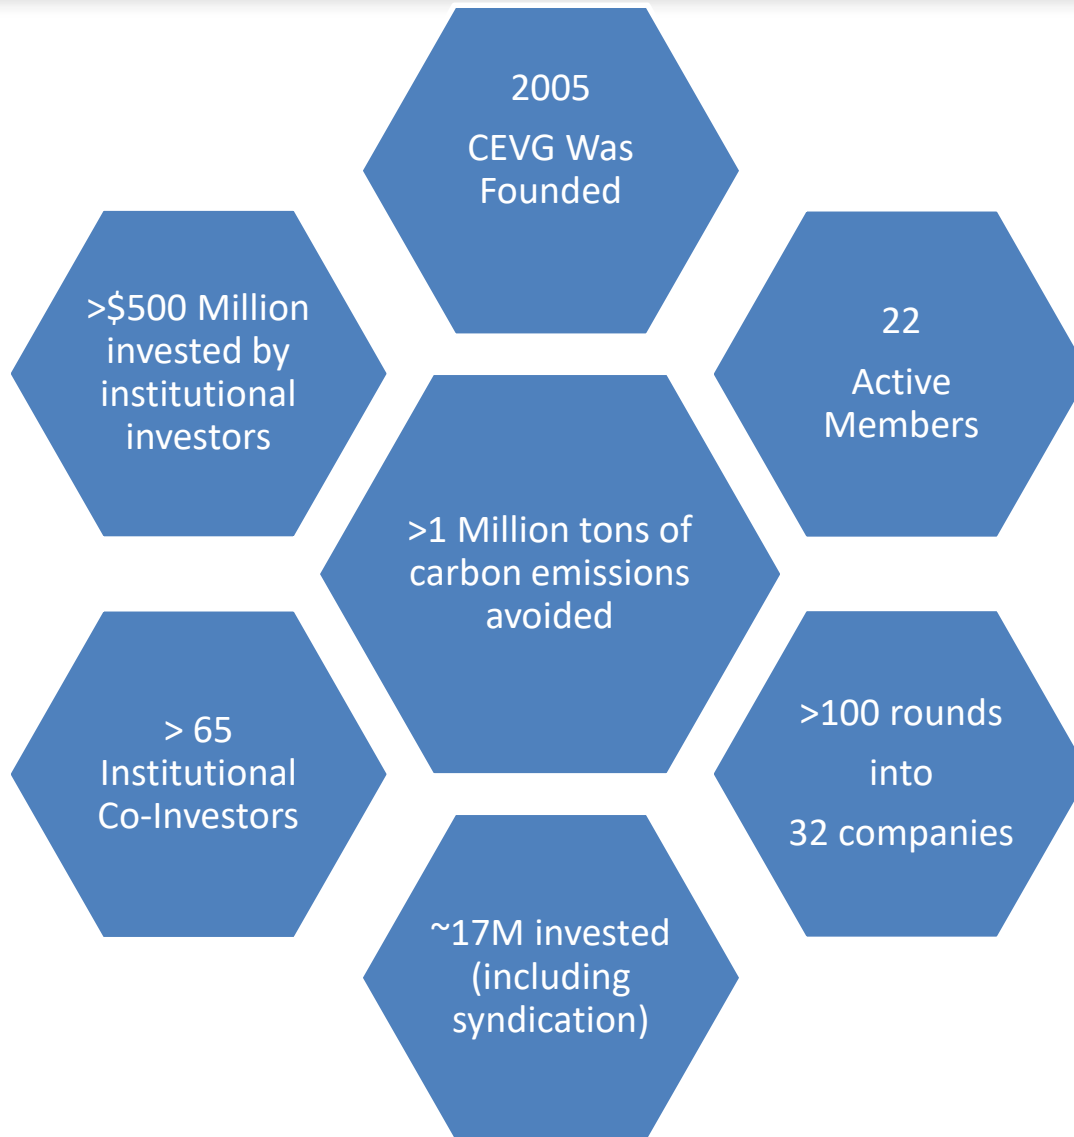 2005
CEVG Was
Founded
>$500 Million
invested by
institutional
investors
22
Active
Members
>1 Million tons of
carbon emissions
avoided
> 65
Institutional
Co-Investors
>100 rounds
into
32 companies
~17M invested
(including
syndication)